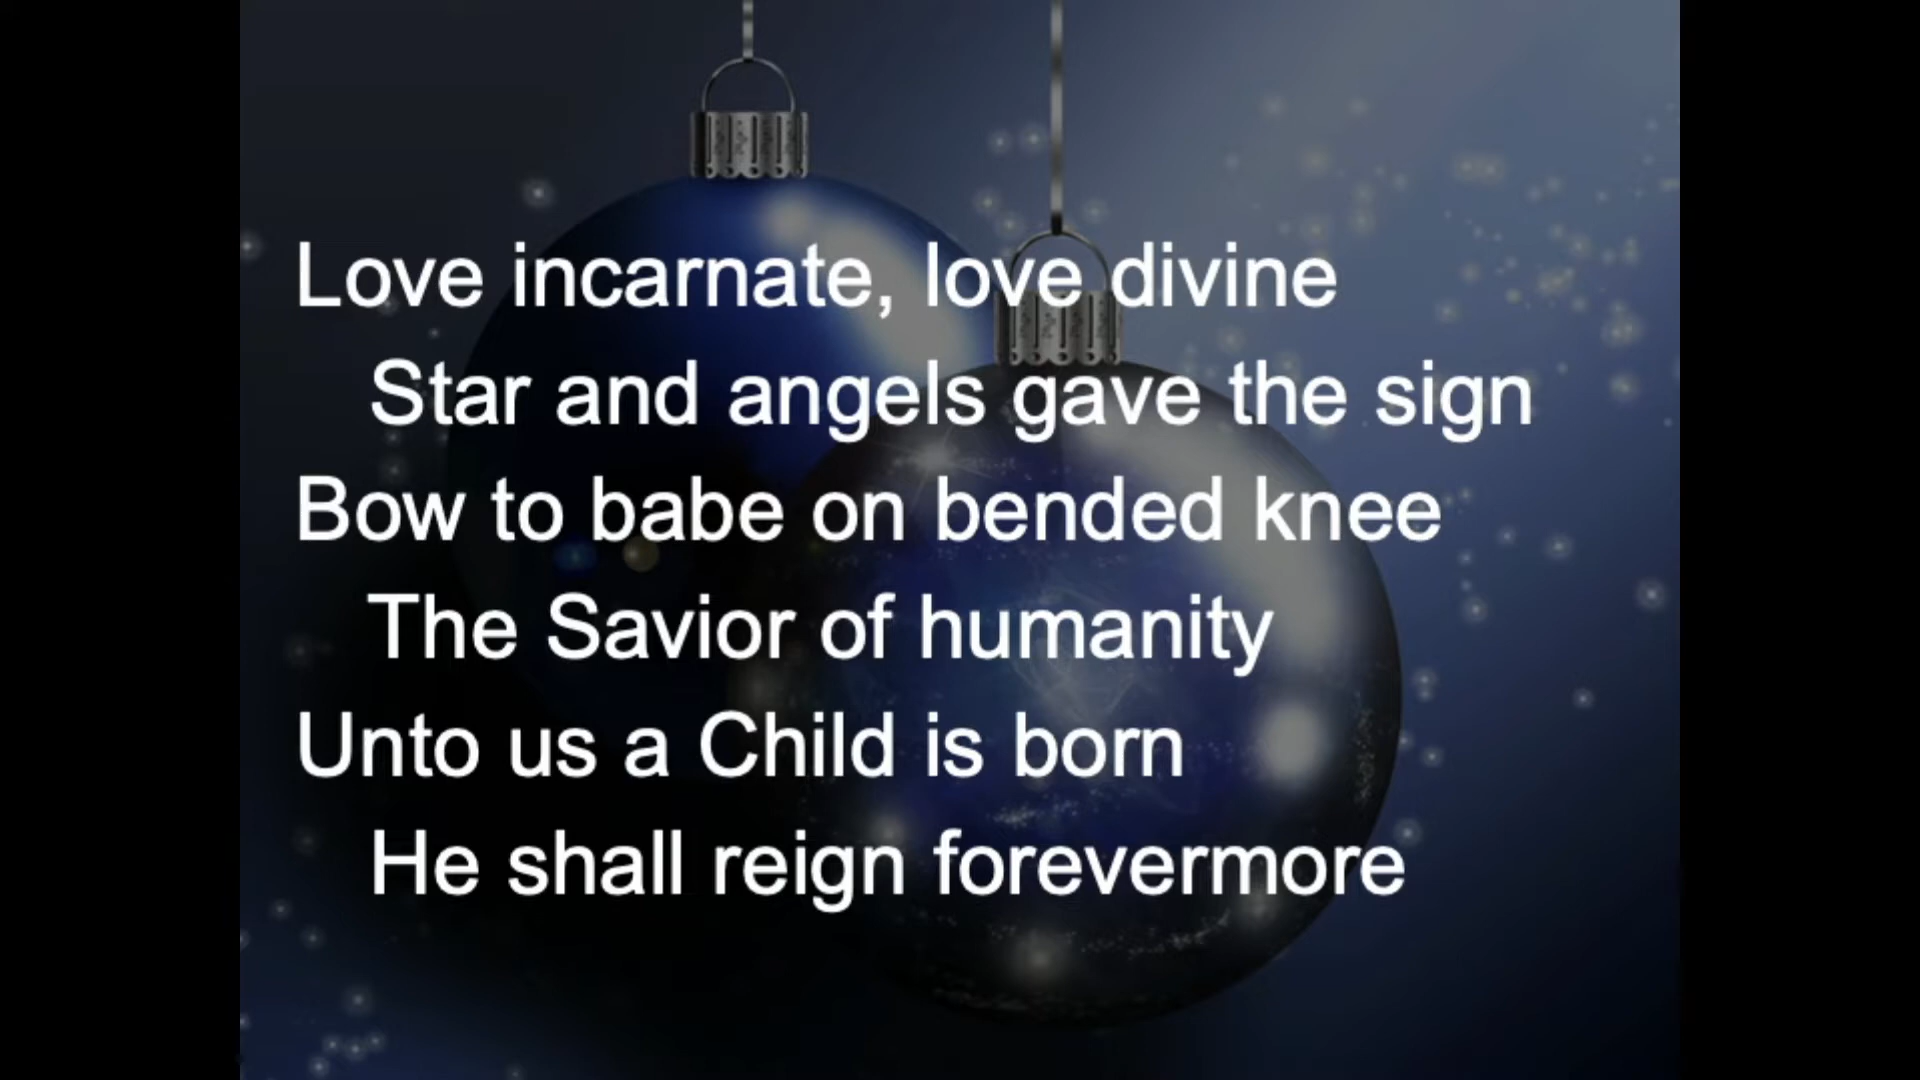 Love incarnate, love divine
Star and angels gave the sign
Bow to babe on bended knee
The Savior of humanity
Unto us a Child is born
He shall reign forevermore